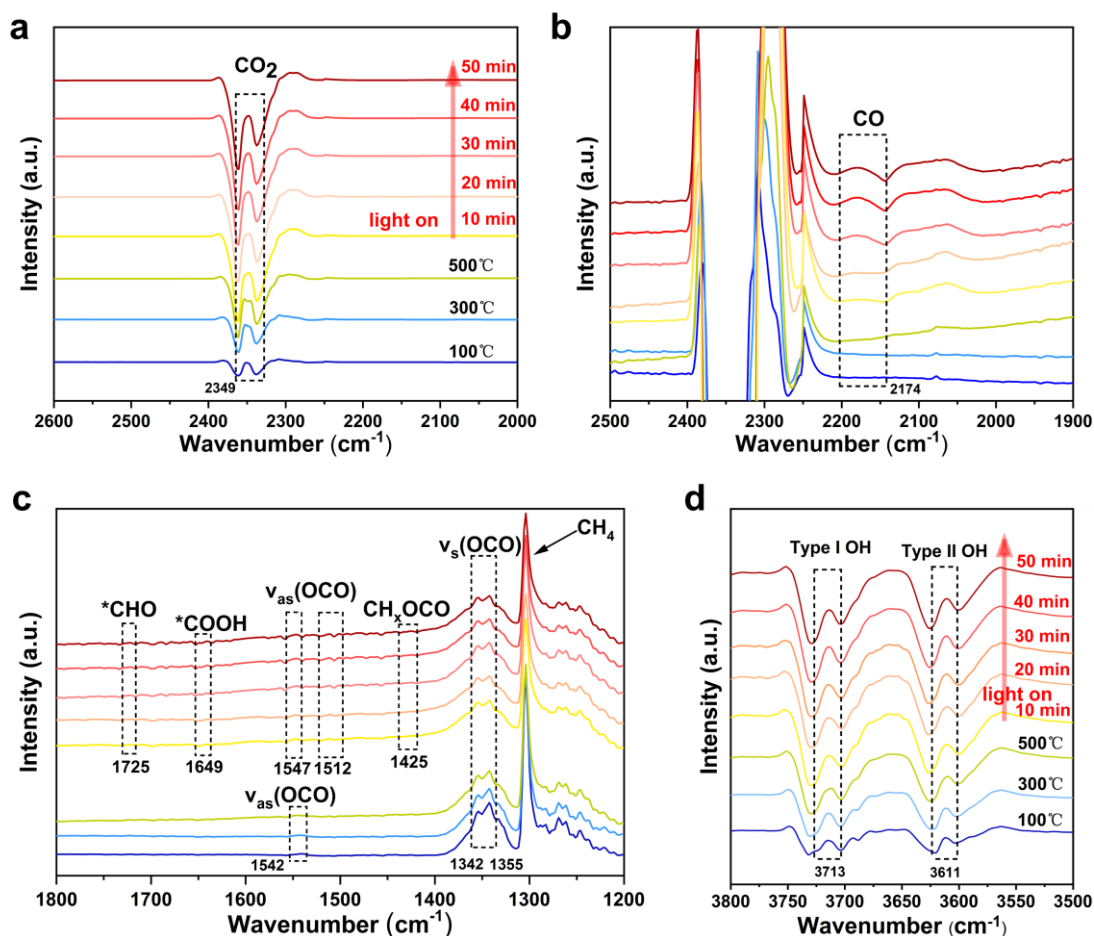 a
CO2
50 min
40 min
30 min
20 min
light on
10 min
500℃
300℃
100℃
2349
Intensity (a.u.)
2600
2500
2400
2300
2200
2100
2000
Wavenumber (cm-1)
b
CO
2174
Intensity (a.u.)
2500
2400
2300
2200
2100
2000
1900
Wavenumber (cm-1)
c
νs(OCO)
CH4
νas(OCO)
*CHO
*COOH
CHxOCO
1725
1649
1547
1512
1425
νas(OCO)
1542
1342
1355
Intensity (a.u.)
1800
1700
1600
1500
1400
1300
1200
Wavenumber (cm-1)
d
Type I OH
Type II OH
50 min
40 min
30 min
20 min
light on
10 min
500℃
300℃
100℃
3713
3611
Intensity (a.u.)
3800
3750
3700
3650
3600
3550
3500
Wavenumber (cm-1)